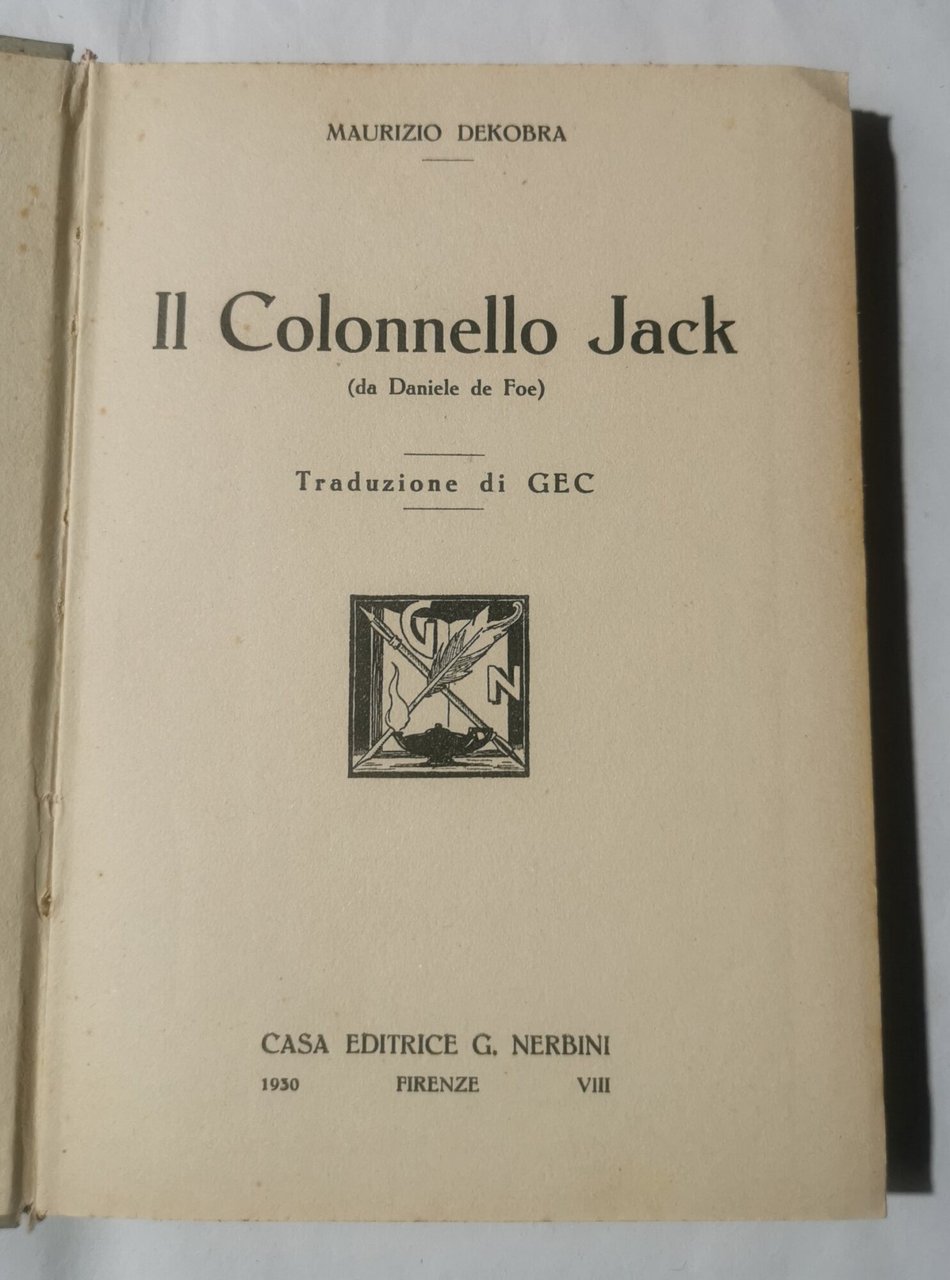 MAURIZIO DEKOBRA
Il Colonnello Jack
(da Daniele de Foe)
Traduzione di GEC
G
N
CASA EDITRICE G. NERBINI
1930 FIRENZE VIII